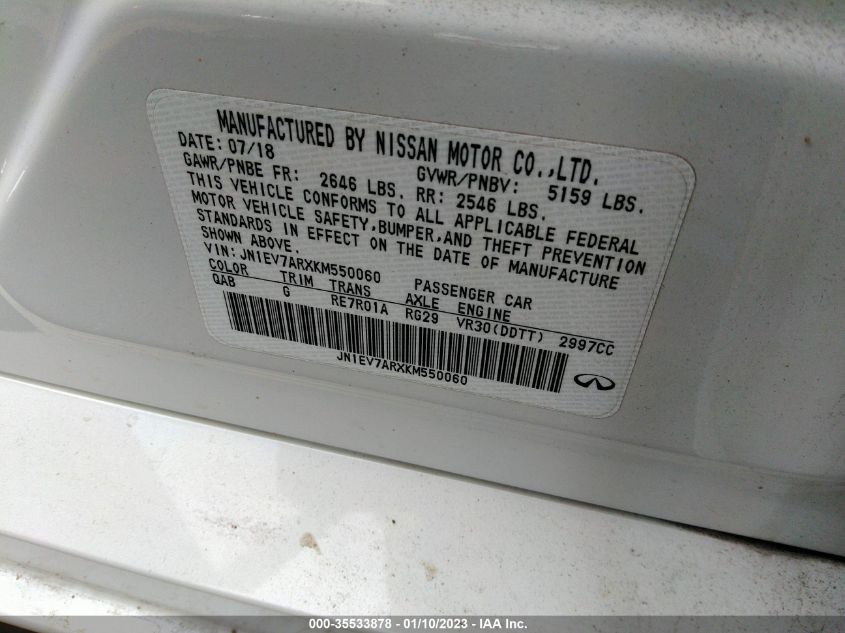 MANUFACTURED BY NISSAN MOTOR CO.,LTD.
DATE: 07/18 GVWR/PNBV: 5159 LBS.
GAWR/PNBE FR: 2646 LBS. RR: 2546 LBS.
THIS VEHICLE CONFORMS TO ALL APPLICABLE FEDERAL
MOTOR VEHICLE SAFETY,BUMPER,AND THEFT PREVENTION
STANDARDS IN EFFECT ON THE DATE OF MANUFACTURE
SHOWN ABOVE.
VIN: JN1EV7ARXKM550060 PASSENGER CAR
COLOR TRIM TRANS AXLE ENGINE
QAB G RE7R01A RG29 VR30(DDTT) 2997CC
JN1EV7ARXKM550060
000-35533878 - 01/10/2023 - IAA Inc.